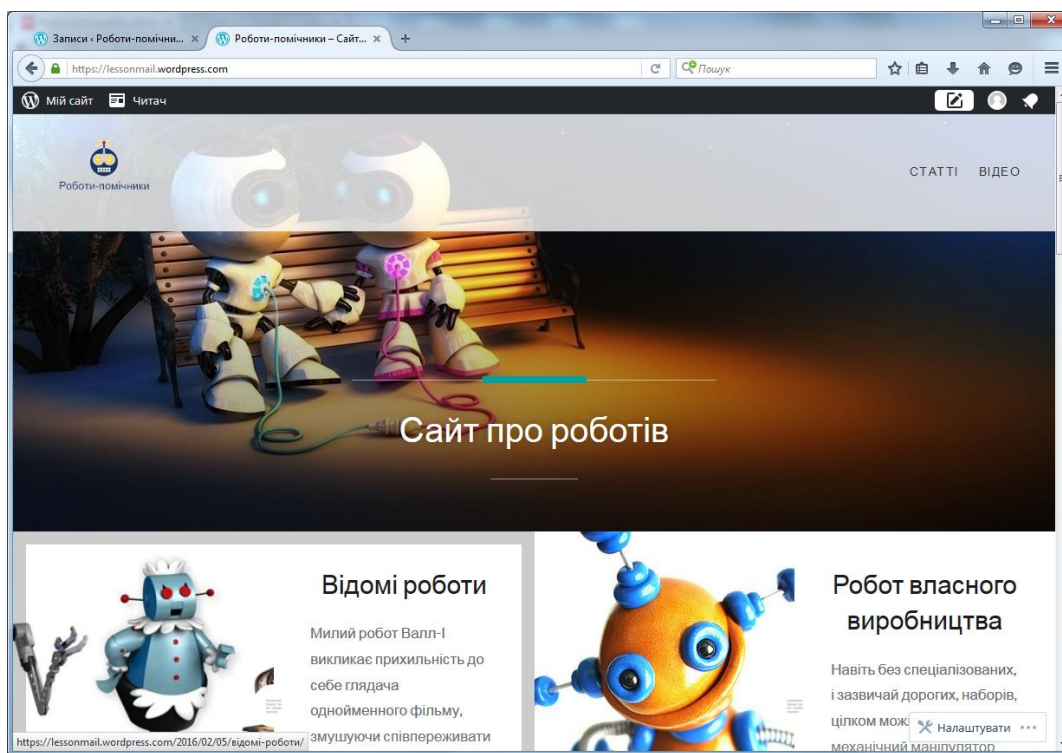 Записи ‹ Роботи-помічни...
Роботи-помічники – Сайт...
https://lessonmail.wordpress.com
Пошук
Мій сайт
Читач
Роботи-помічники
СТАТТІ
ВІДЕО
Сайт про роботів
Відомі роботи
Милий робот Валл-І
викликає прихильність до
себе глядача
однойменного фільму,
змушуючи співпереживати
Робот власного
виробництва
Навіть без спеціалізованих,
і зазвичай дорогих, наборів,
цілком мож
механічний маніпулятор
Налаштувати
https://lessonmail.wordpress.com/2016/02/05/відомі-роботи/